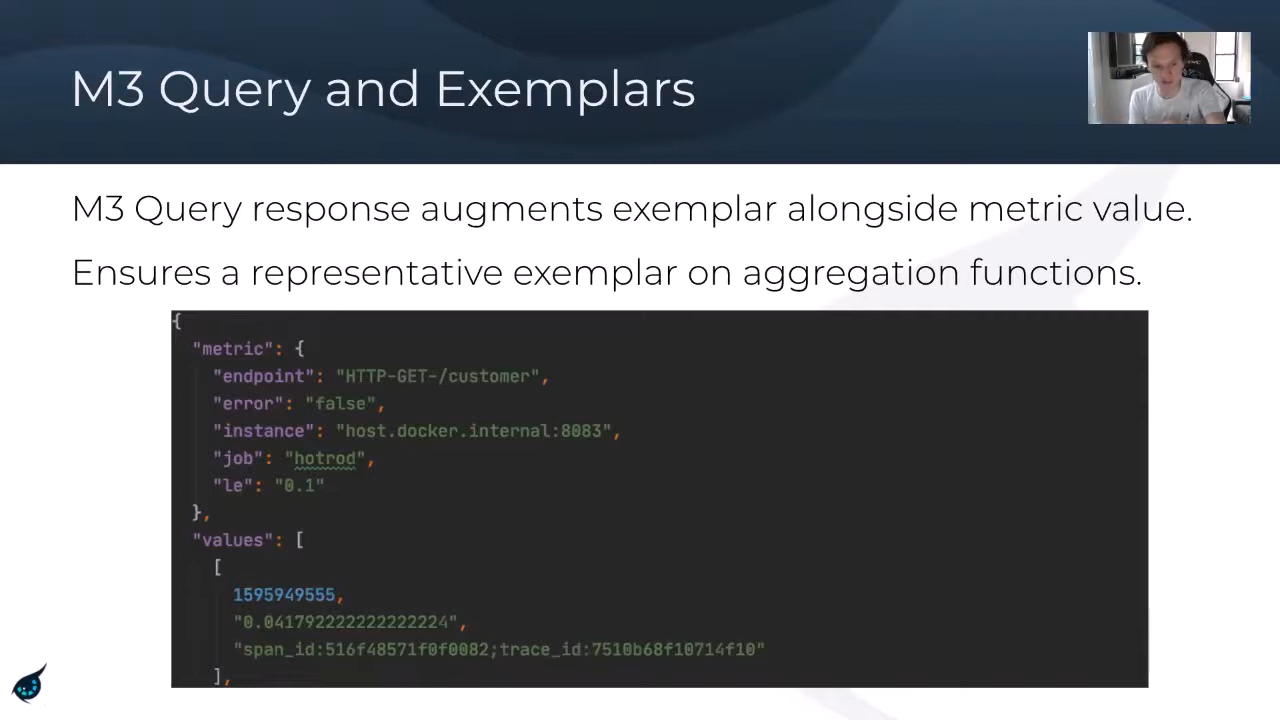 M3 Query and Exemplars
M3 Query response augments exemplar alongside metric value.
Ensures a representative exemplar on aggregation functions.
{
"metric": {
"endpoint": "HTTP-GET-/customer",
"error": "false",
"instance": "host.docker.internal:8083",
"job": "hotrod",
"le": "0.1"
},
"values": [
[
1595949555,
"0.041792222222222224",
"span_id:516f48571f0f0082;trace_id:7510b68f10714f10"
],